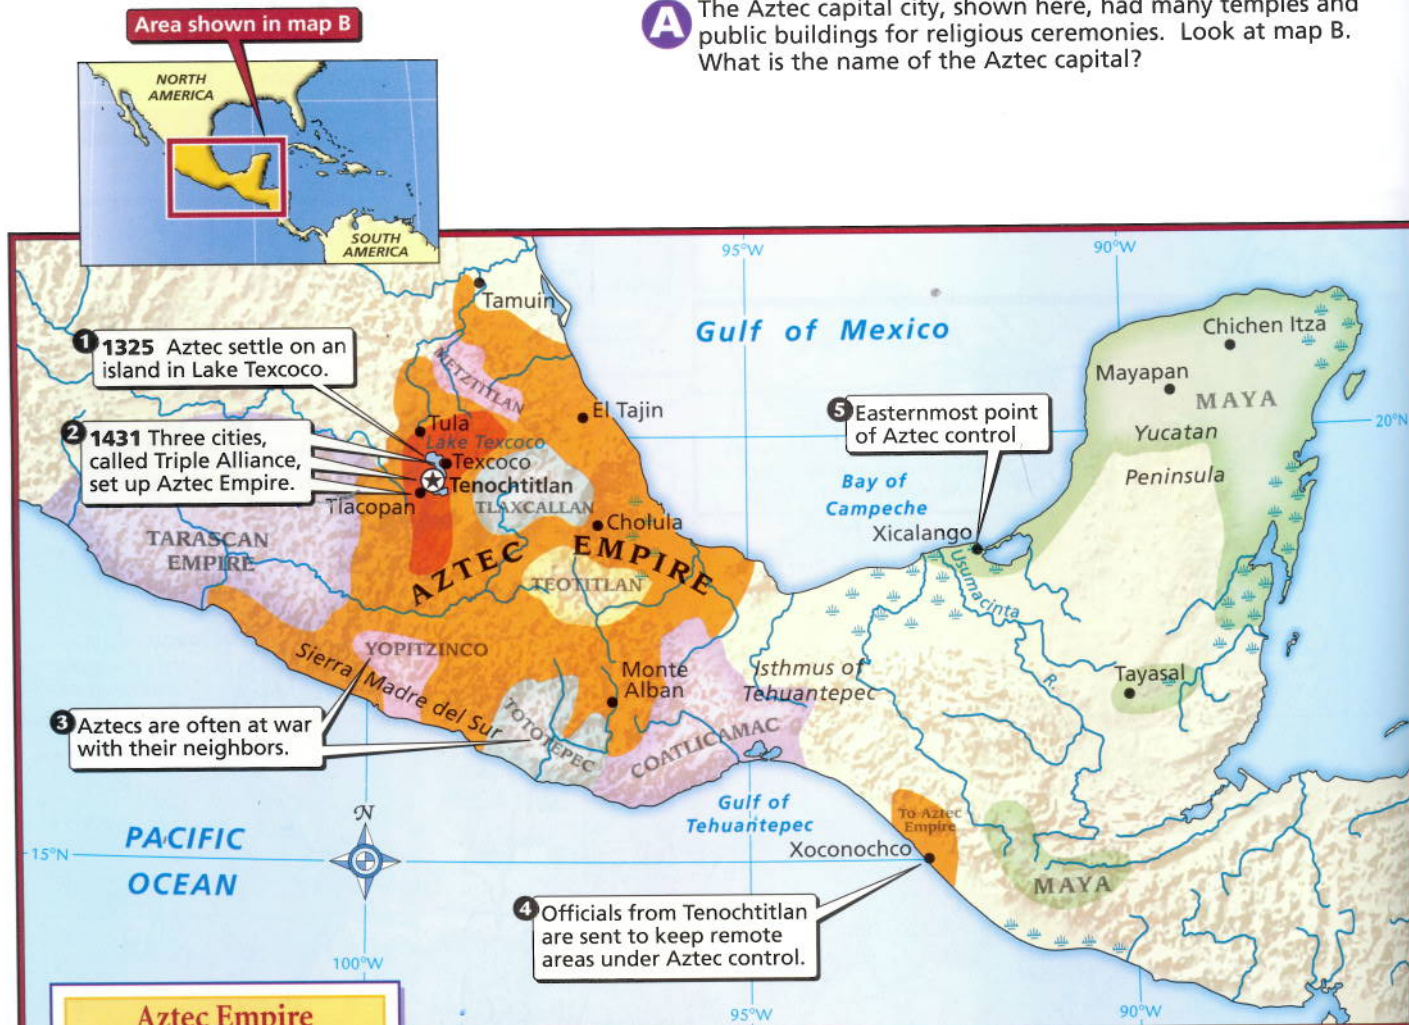 Area shown in map B
A
The Aztec capital city, shown here, had many temples and
public buildings for religious ceremonies. Look at map B.
What is the name of the Aztec capital?
NORTH
AMERICA
SOUTH
AMERICA
95°W
90°W
Tamuin
Gulf of Mexico
Chichen Itza
1 1325 Aztec settle on an
island in Lake Texcoco.
METZTITLAN
Mayapan
MAYA
El Tajin
5 Easternmost point
of Aztec control
20°N
2 1431 Three cities,
called Triple Alliance,
set up Aztec Empire.
Tula
Lake Texcoco
Texcoco
Tenochtitlan
Tlacopan
TLAXCALLAN
Yucatan
Peninsula
Bay of
Campeche
Cholula
Xicalango
TARASCAN
EMPIRE
AZTEC EMPIRE
TEOTITLAN
Usumacinta
R.
YOPITZINCO
Sierra Madre del Sur
Monte
Alban
Isthmus of
Tehuantepec
Tayasal
3 Aztecs are often at war
with their neighbors.
TOTOTEPEC
COATLICAMAC
N
Gulf of
Tehuantepec
To Aztec
Empire
PACIFIC
OCEAN
15°N
Xoconochco
MAYA
4 Officials from Tenochtitlan
are sent to keep remote
areas under Aztec control.
100°W
95°W
90°W
Aztec Empire